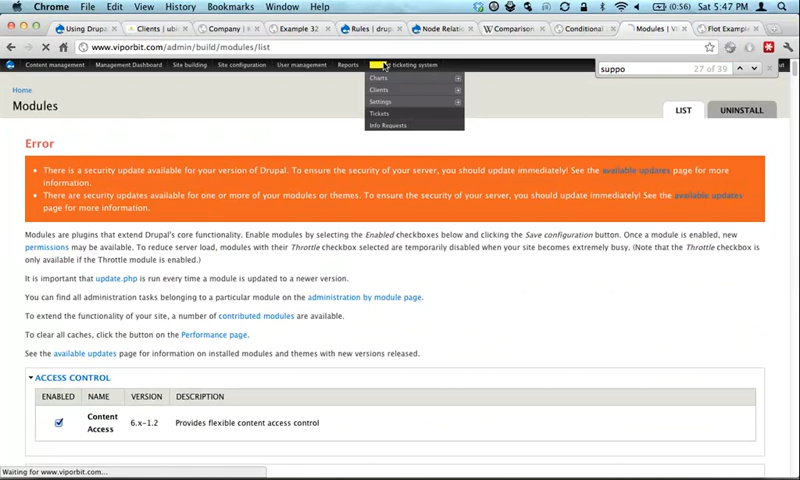 Chrome File Edit View History Bookmarks Window Help (0:56) Sat 5:47 PM
Using Drupa Clients | ubi Company | K Example 32 Rules | drup Node Relatio Comparison Conditional Modules | Vi Flot Example
www.viporbit.com/admin/build/modules/list
Content management Management Dashboard Site building Site configuration User management Reports ticketing system
suppo 27 of 39
Charts
Clients
Settings
Tickets
Info Requests
Home
Modules
LIST UNINSTALL
Error
There is a security update available for your version of Drupal. To ensure the security of your server, you should update immediately! See the available updates page for more
information.
There are security updates available for one or more of your modules or themes. To ensure the security of your server, you should update immediately! See the available updates
page for more information.
Modules are plugins that extend Drupal's core functionality. Enable modules by selecting the Enabled checkboxes below and clicking the Save configuration button. Once a module is enabled, new
permissions may be available. To reduce server load, modules with their Throttle checkbox selected are temporarily disabled when your site becomes extremely busy. (Note that the Throttle checkbox is
only available if the Throttle module is enabled.)
It is important that update.php is run every time a module is updated to a newer version.
You can find all administration tasks belonging to a particular module on the administration by module page.
To extend the functionality of your site, a number of contributed modules are available.
To clear all caches, click the button on the Performance page.
See the available updates page for information on installed modules and themes with new versions released.
ACCESS CONTROL
ENABLED NAME VERSION DESCRIPTION
Content
Access 6.x-1.2 Provides flexible content access control
Waiting for www.viporbit.com...